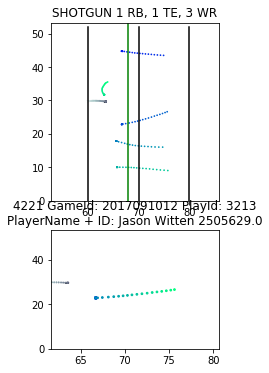 SHOTGUN 1 RB, 1 TE, 3 WR
50
40
30
20
10
0
60 70 80
4221 GameId: 2017091012 PlayId: 3213
PlayerName + ID: Jason Witten 2505629.0
40
20
0
65 70 75 80